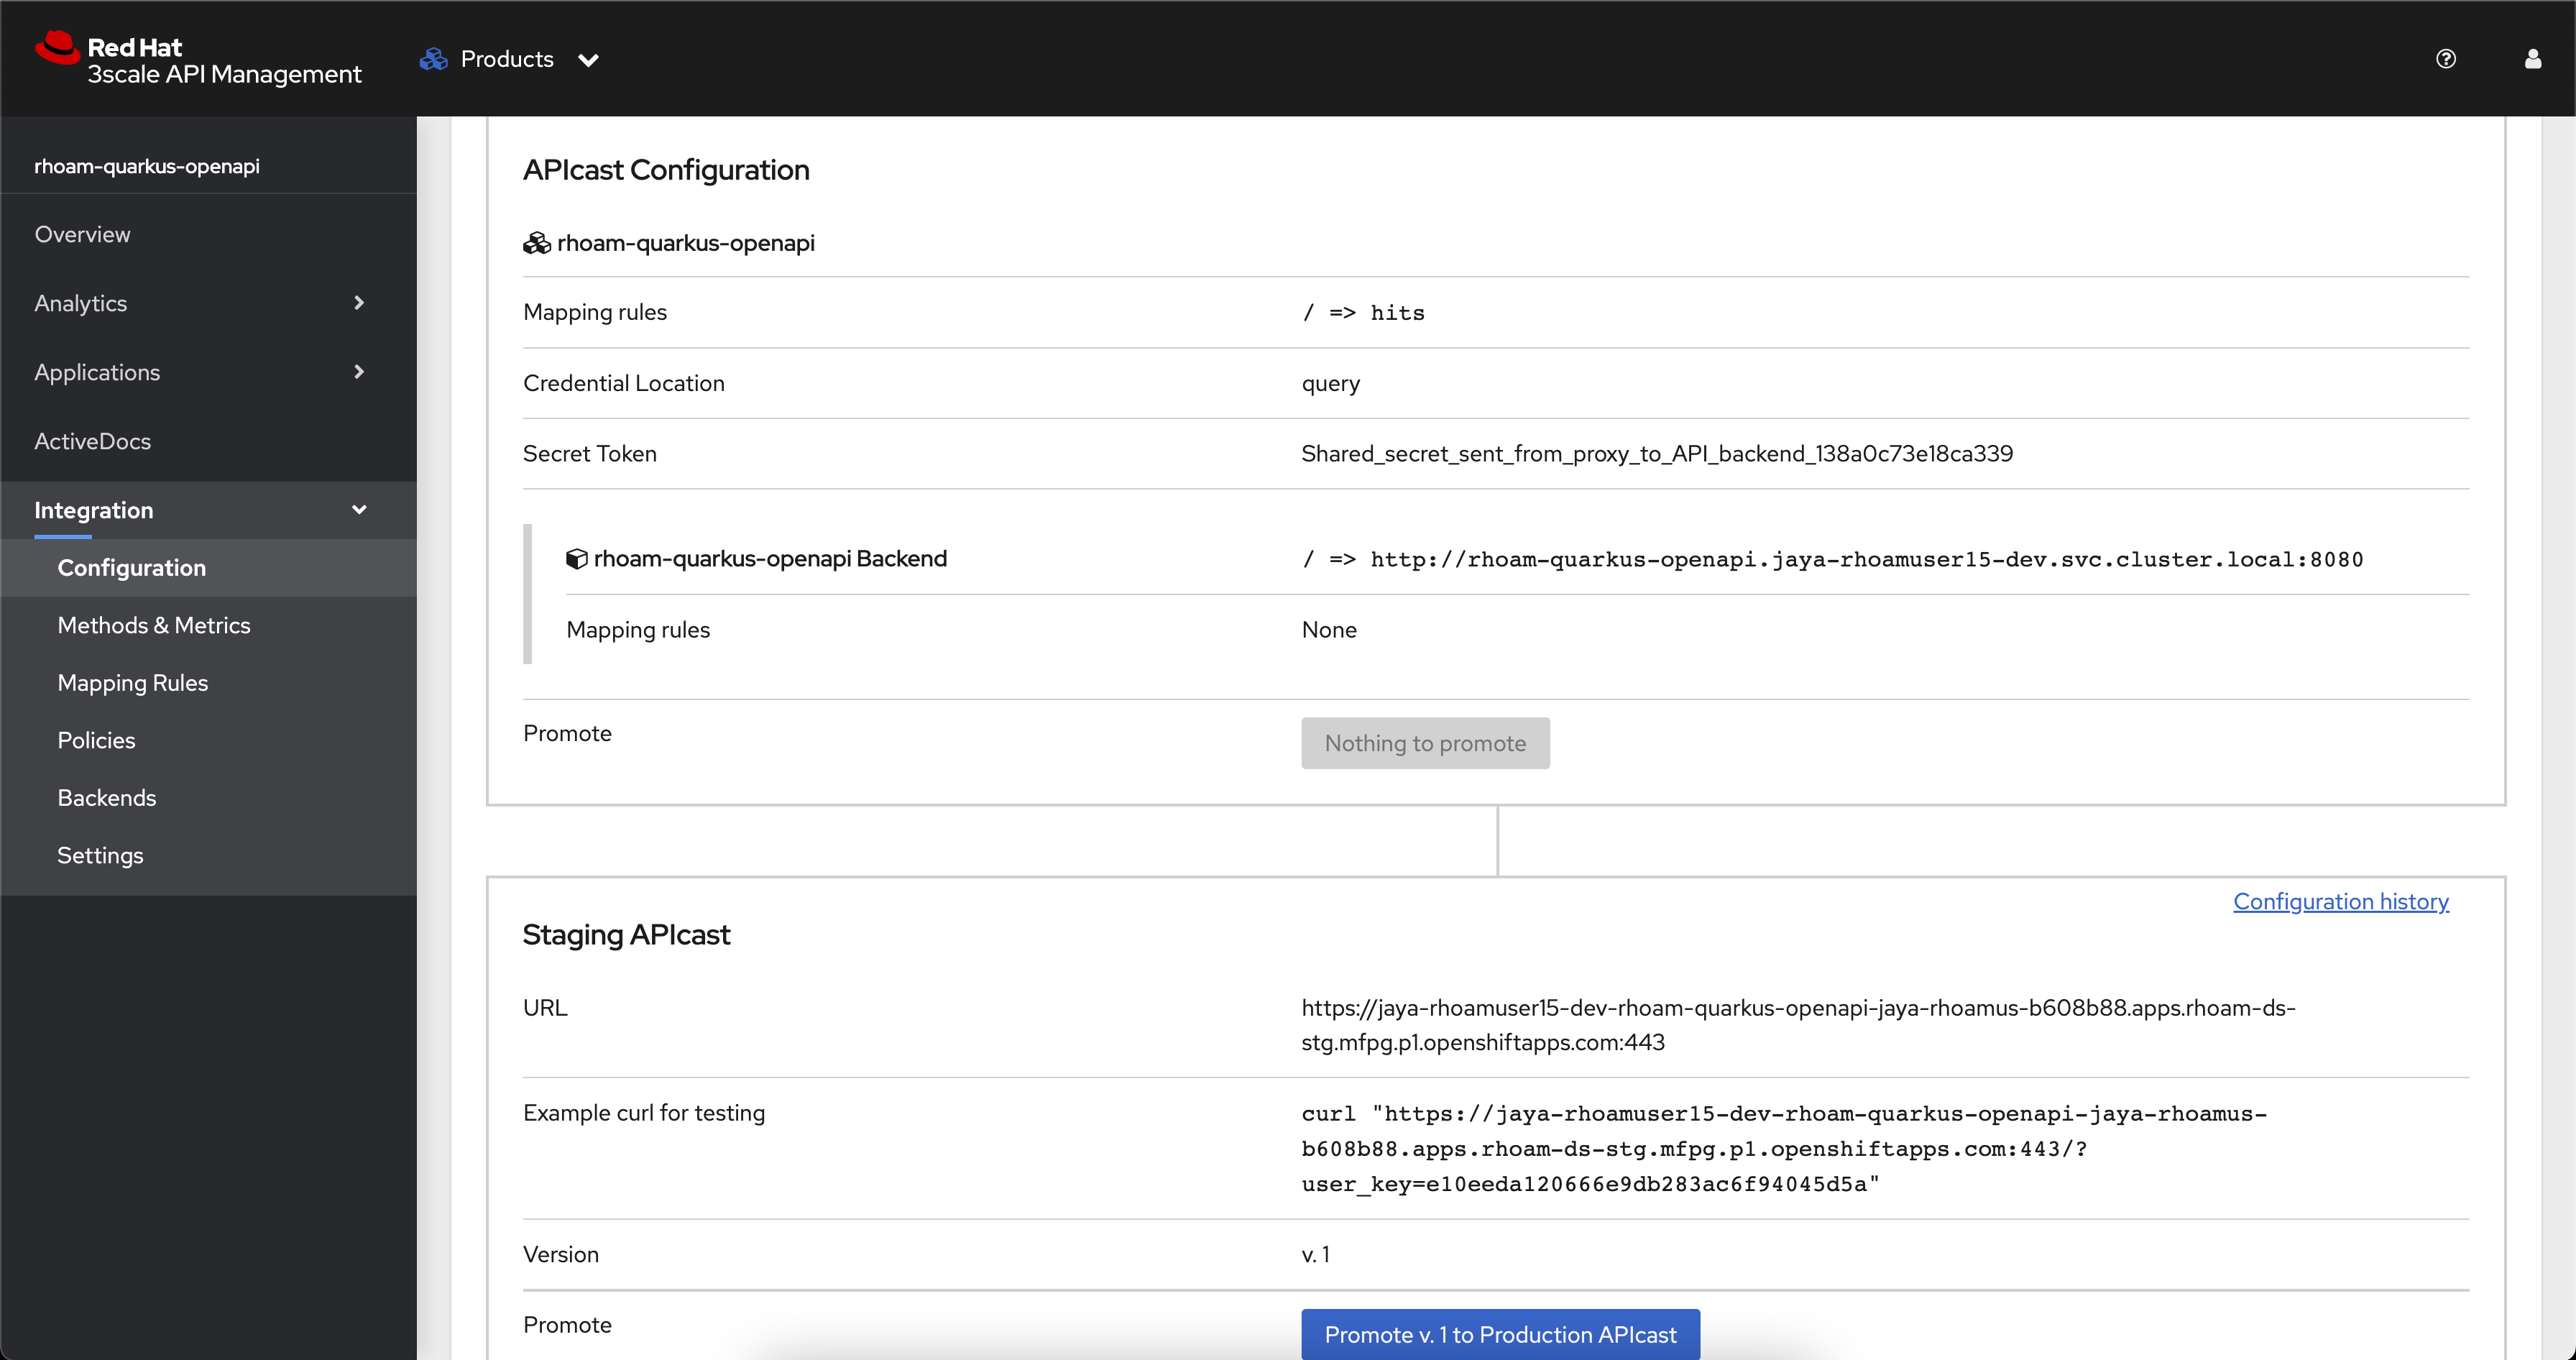 Red Hat
3scale API Management
Products
rhoam-quarkus-openapi
Overview
Analytics
Applications
ActiveDocs
Integration
Configuration
Methods & Metrics
Mapping Rules
Policies
Backends
Settings
APIcast Configuration
rhoam-quarkus-openapi
Mapping rules
/ => hits
Credential Location
query
Secret Token
Shared_secret_sent_from_proxy_to_API_backend_138a0c73e18ca339
rhoam-quarkus-openapi Backend
/ => http://rhoam-quarkus-openapi.jaya-rhoamuser15-dev.svc.cluster.local:8080
Mapping rules
None
Promote
Nothing to promote
Configuration history
Staging APIcast
URL
https://jaya-rhoamuser15-dev-rhoam-quarkus-openapi-jaya-rhoamus-b608b88.apps.rhoam-ds-
stg.mfpg.p1.openshiftapps.com:443
Example curl for testing
curl "https://jaya-rhoamuser15-dev-rhoam-quarkus-openapi-jaya-rhoamus-
b608b88.apps.rhoam-ds-stg.mfpg.p1.openshiftapps.com:443/?
user_key=e10eeda120666e9db283ac6f94045d5a"
Version
v. 1
Promote
Promote v. 1 to Production APIcast